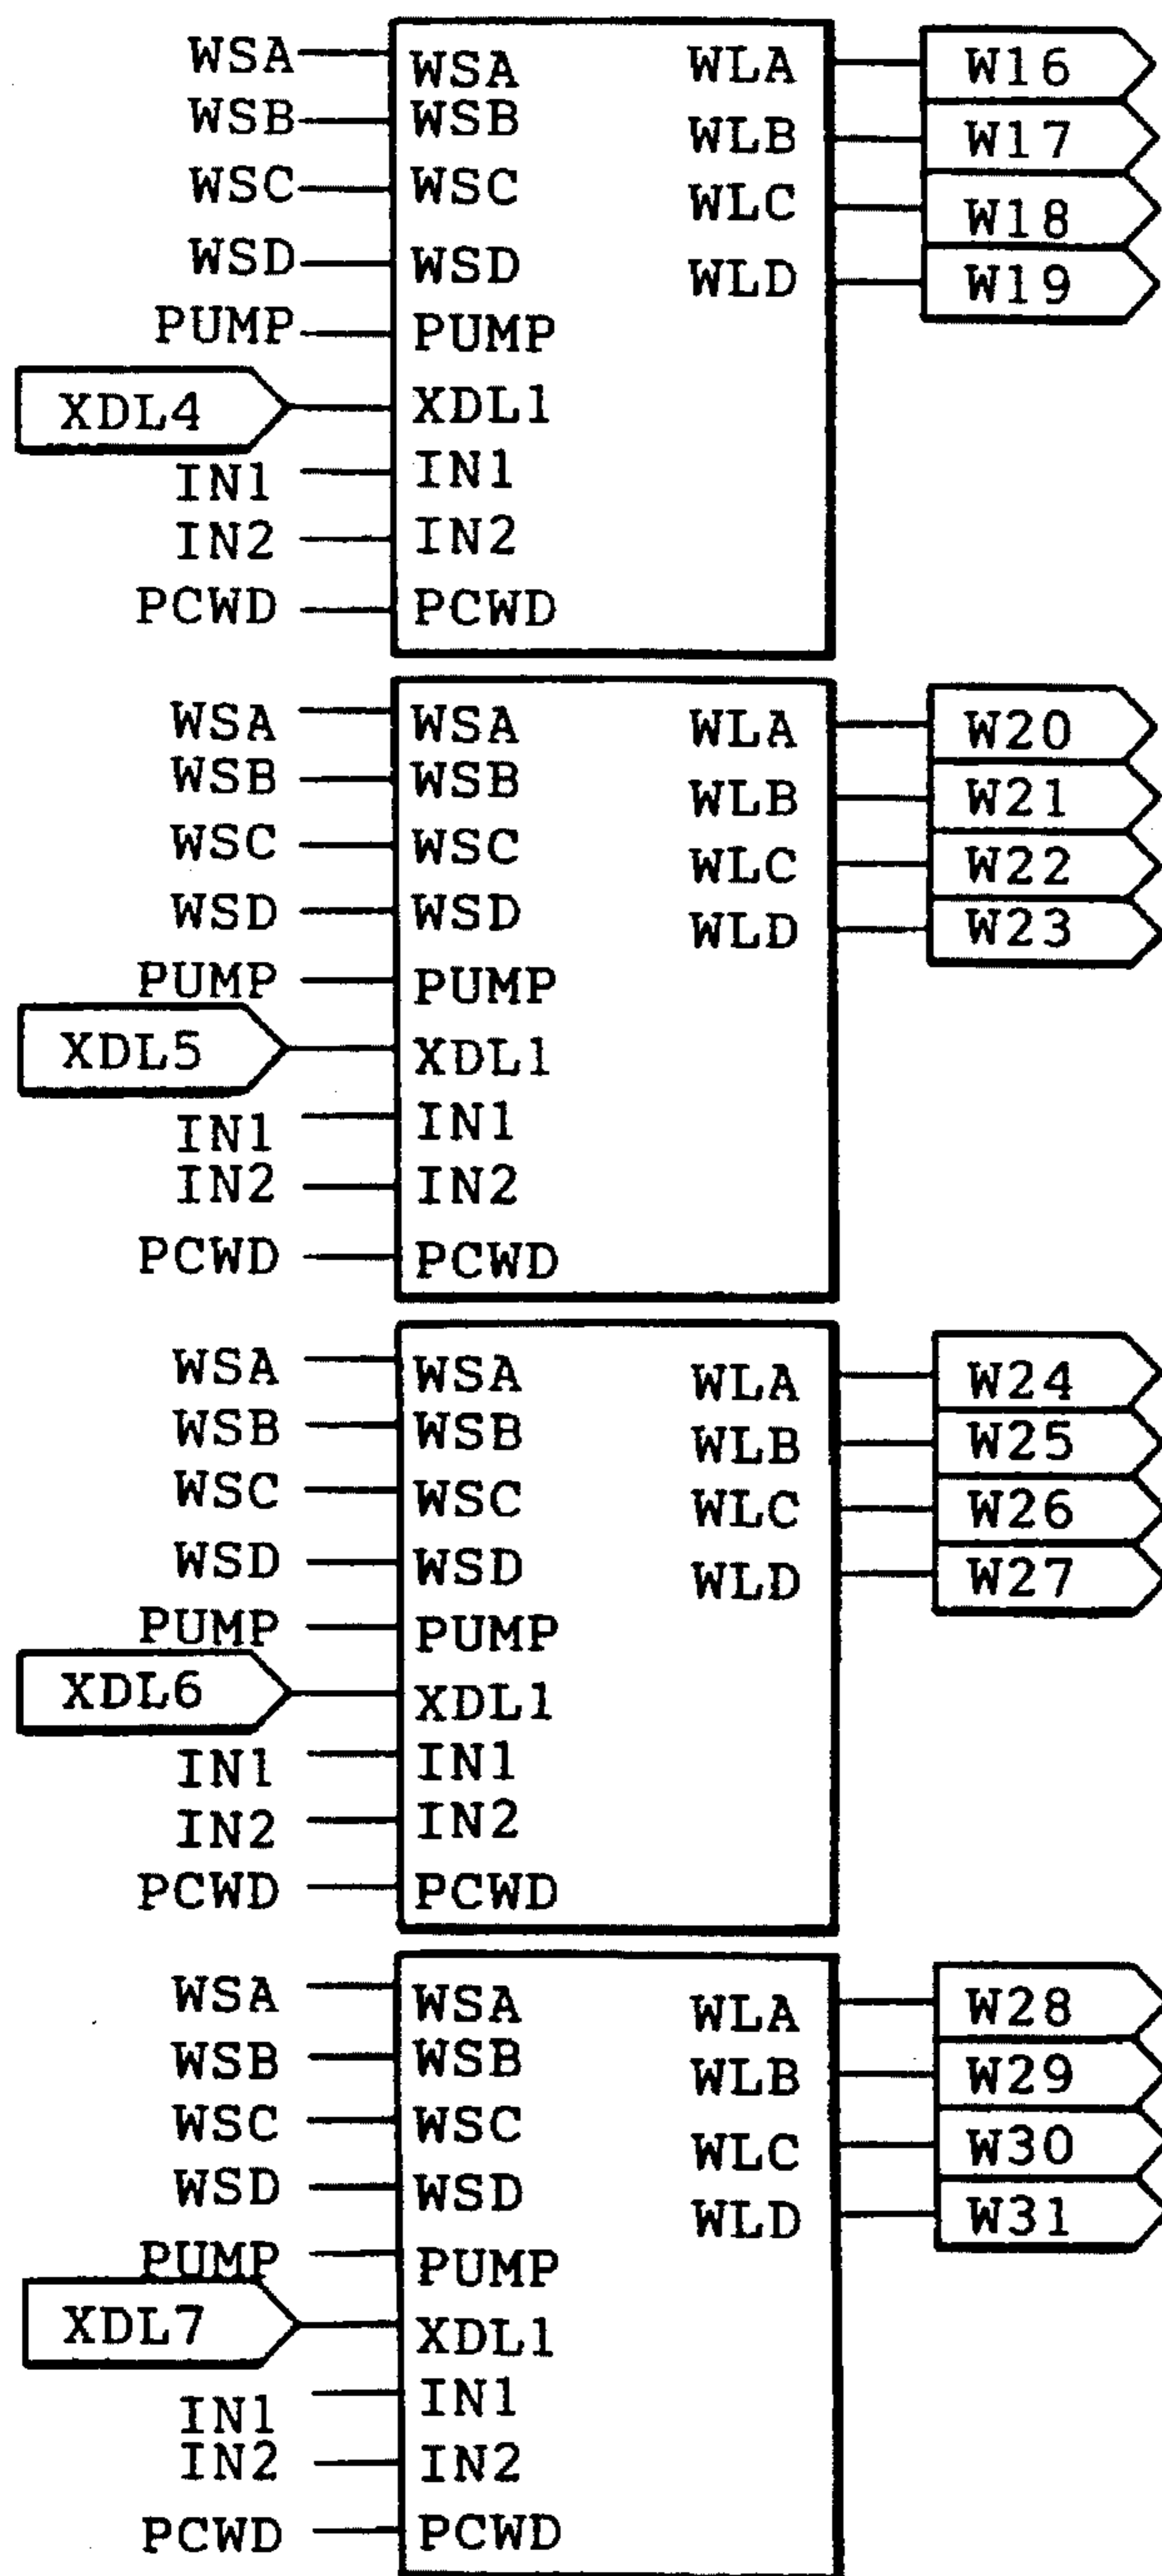 WSA WSA WLA W16
WSB WSB WLB W17
WSC WSC WLC W18
WSD WSD WLD W19
PUMP PUMP
XDL4 XDL1
IN1 IN1
IN2 IN2
PCWD PCWD
WSA WSA WLA W20
WSB WSB WLB W21
WSC WSC WLC W22
WSD WSD WLD W23
PUMP PUMP
XDL5 XDL1
IN1 IN1
IN2 IN2
PCWD PCWD
WSA WSA WLA W24
WSB WSB WLB W25
WSC WSC WLC W26
WSD WSD WLD W27
PUMP PUMP
XDL6 XDL1
IN1 IN1
IN2 IN2
PCWD PCWD
WSA WSA WLA W28
WSB WSB WLB W29
WSC WSC WLC W30
WSD WSD WLD W31
PUMP PUMP
XDL7 XDL1
IN1 IN1
IN2 IN2
PCWD PCWD